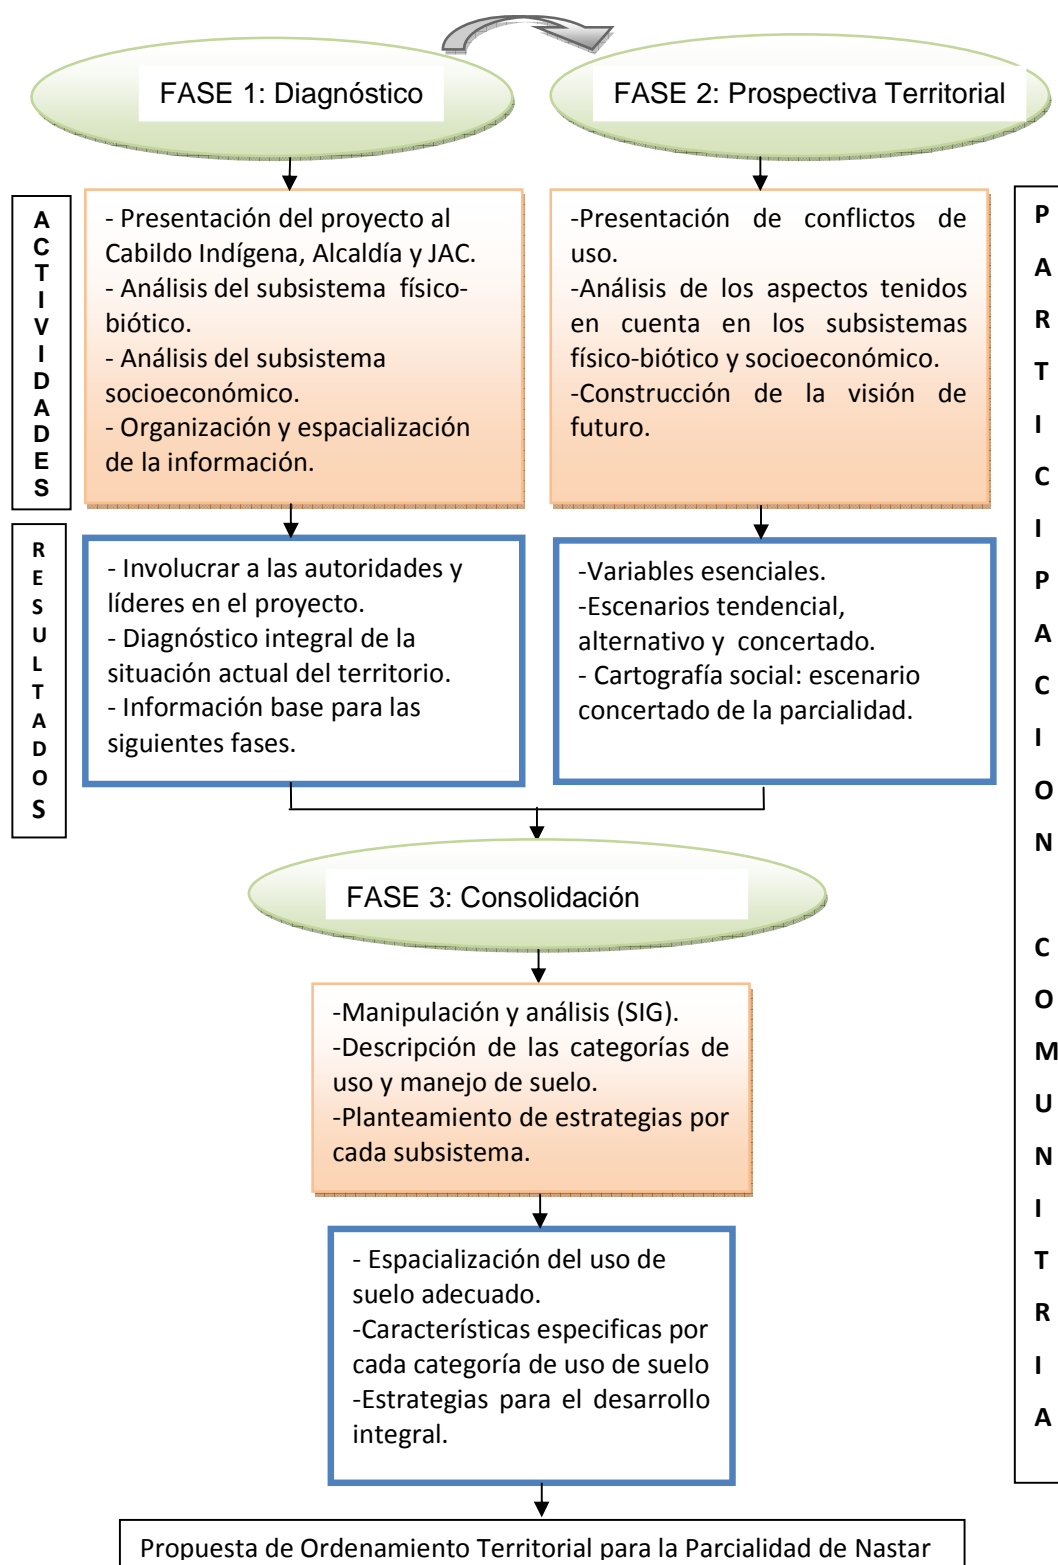 FASE 1: Diagnóstico
FASE 2: Prospectiva Territorial
ACTIVIDADES
- Presentación del proyecto al
Cabildo Indígena, Alcaldía y JAC.
- Análisis del subsistema físico-
biótico.
- Análisis del subsistema
socioeconómico.
- Organización y espacialización
de la información.
-Presentación de conflictos de
uso.
-Análisis de los aspectos tenidos
en cuenta en los subsistemas
físico-biótico y socioeconómico.
-Construcción de la visión de
futuro.
RESULTADOS
- Involucrar a las autoridades y
líderes en el proyecto.
- Diagnóstico integral de la
situación actual del territorio.
- Información base para las
siguientes fases.
-Variables esenciales.
-Escenarios tendencial,
alternativo y concertado.
- Cartografía social: escenario
concertado de la parcialidad.
PARTICIPACION COMUNITRIA
FASE 3: Consolidación
-Manipulación y análisis (SIG).
-Descripción de las categorías de
uso y manejo de suelo.
-Planteamiento de estrategias por
cada subsistema.
- Espacialización del uso de
suelo adecuado.
-Características especificas por
cada categoría de uso de suelo
-Estrategias para el desarrollo
integral.
Propuesta de Ordenamiento Territorial para la Parcialidad de Nastar